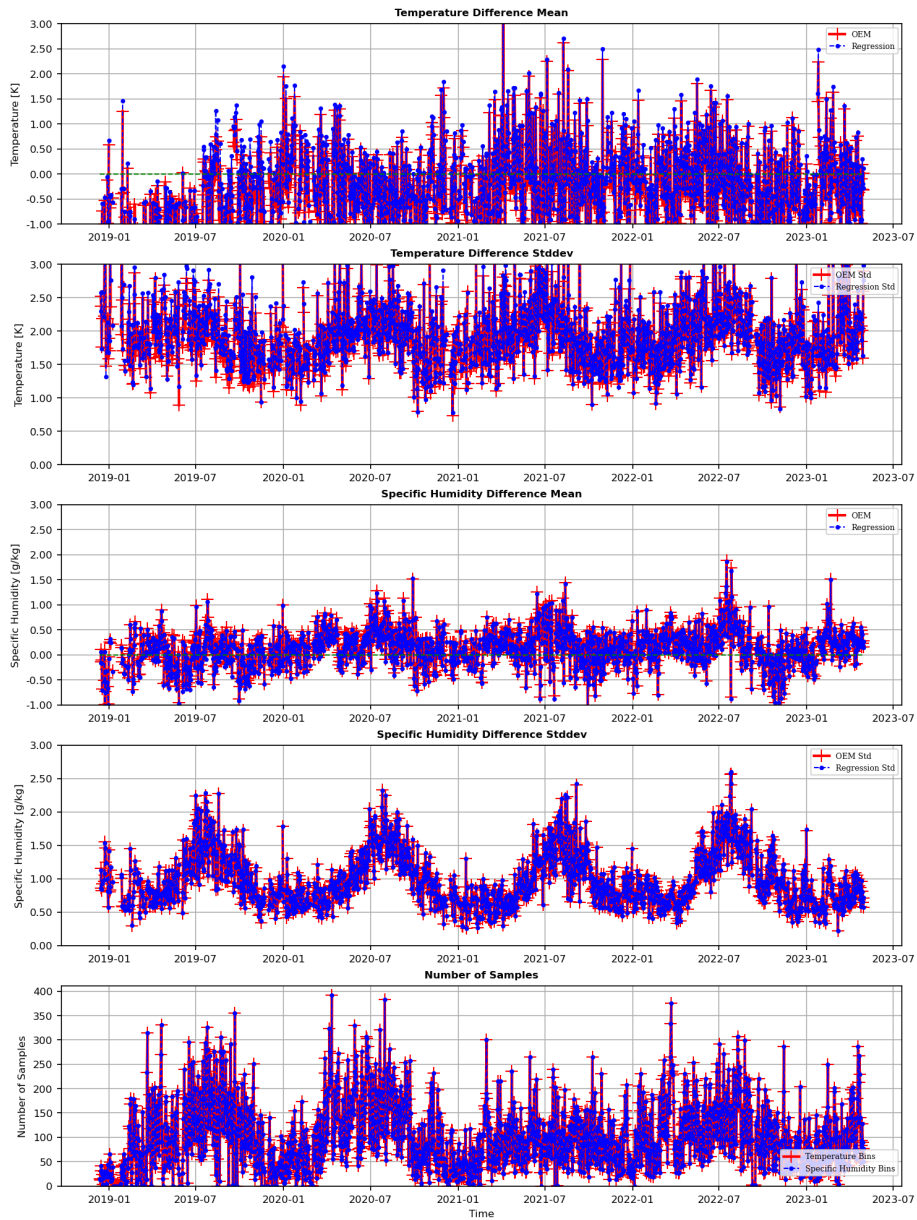 Temperature Difference Mean
Temperature [K]
3.00
2.50
2.00
1.50
1.00
0.50
0.00
-0.50
-1.00
OEM
Regression
2019-01 2019-07 2020-01 2020-07 2021-01 2021-07 2022-01 2022-07 2023-01 2023-07
Temperature Difference Stddev
Temperature [K]
3.00
2.50
2.00
1.50
1.00
0.50
0.00
OEM Std
Regression Std
2019-01 2019-07 2020-01 2020-07 2021-01 2021-07 2022-01 2022-07 2023-01 2023-07
Specific Humidity Difference Mean
Specific Humidity [g/kg]
3.00
2.50
2.00
1.50
1.00
0.50
0.00
-0.50
-1.00
OEM
Regression
2019-01 2019-07 2020-01 2020-07 2021-01 2021-07 2022-01 2022-07 2023-01 2023-07
Specific Humidity Difference Stddev
Specific Humidity [g/kg]
3.00
2.50
2.00
1.50
1.00
0.50
0.00
OEM Std
Regression Std
2019-01 2019-07 2020-01 2020-07 2021-01 2021-07 2022-01 2022-07 2023-01 2023-07
Number of Samples
Number of Samples
400
350
300
250
200
150
100
50
0
Temperature Bins
Specific Humidity Bins
2019-01 2019-07 2020-01 2020-07 2021-01 2021-07 2022-01 2022-07 2023-01 2023-07
Time